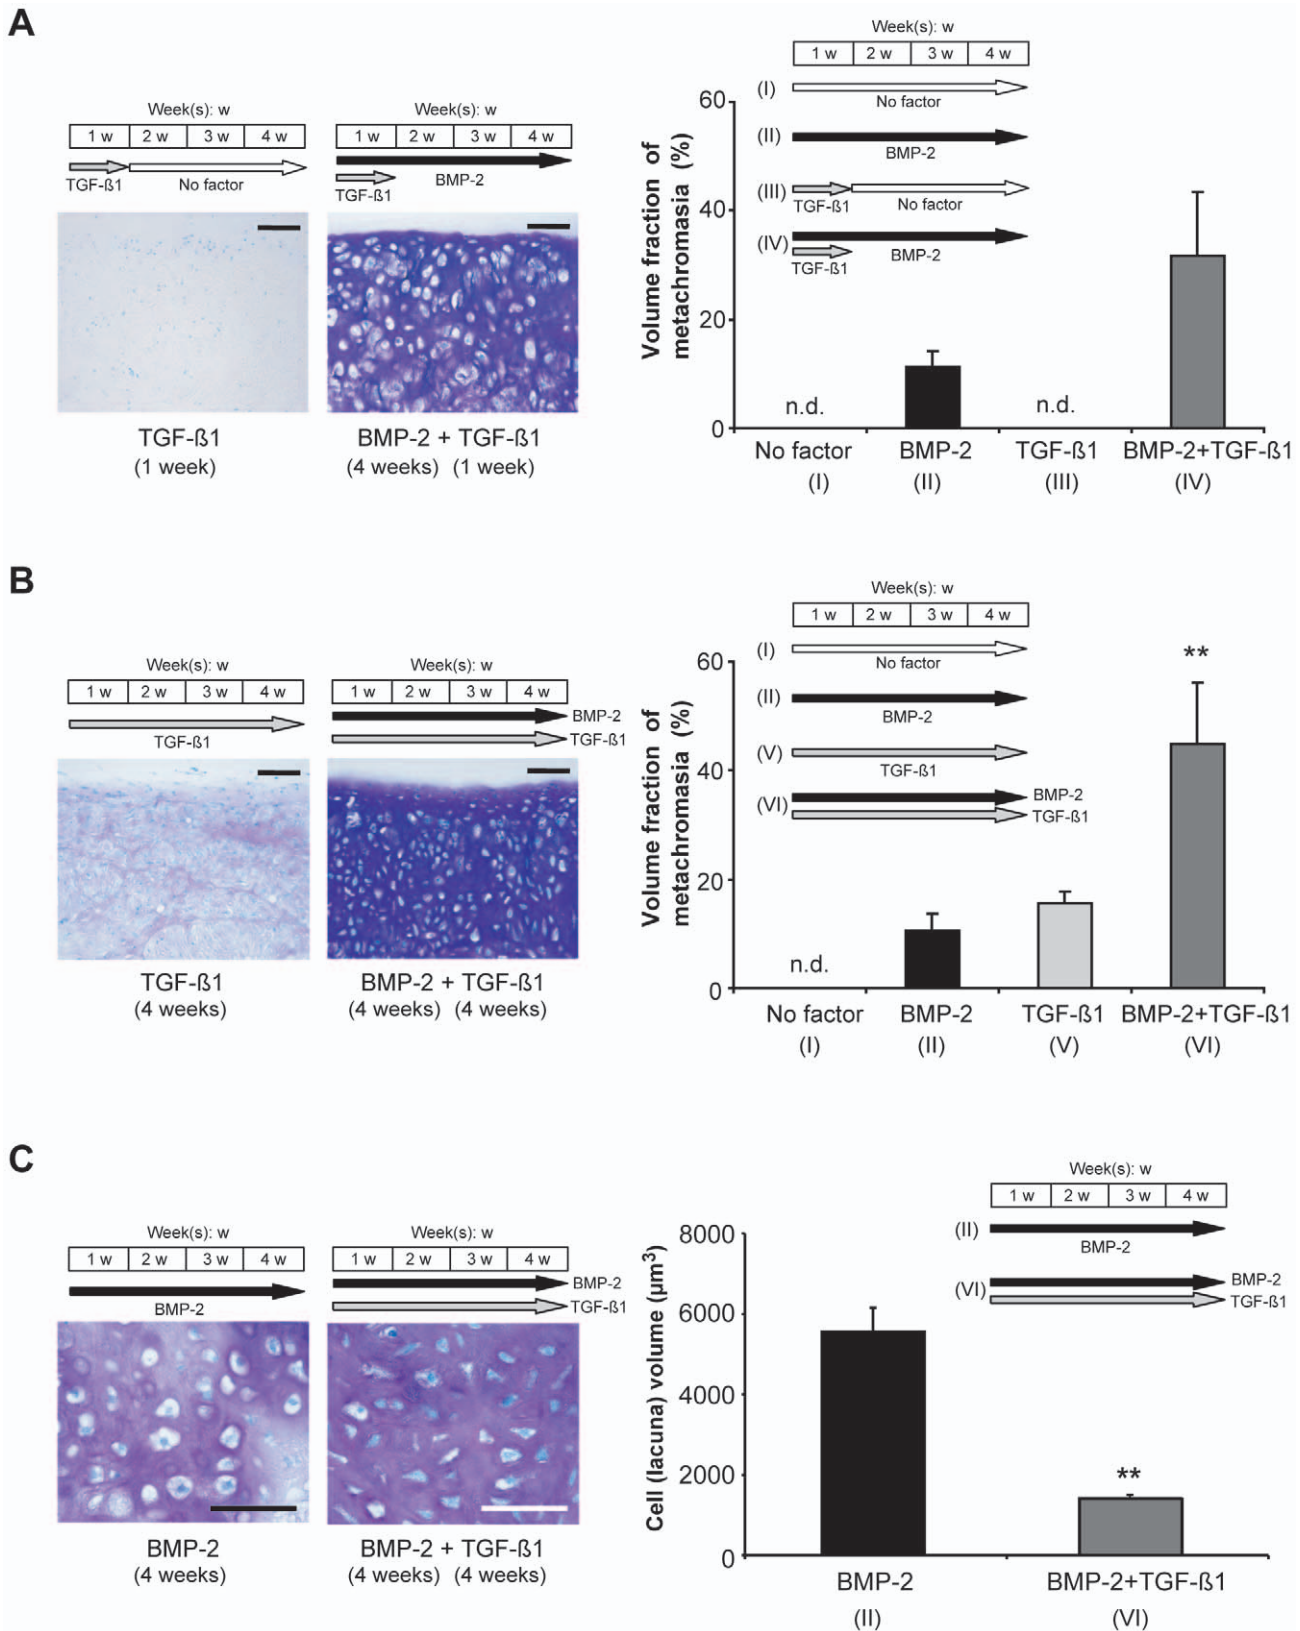 A
Week(s): w
1 w 2 w 3 w 4 w
TGF-ß1 No factor
TGF-ß1
(1 week)
Week(s): w
1 w 2 w 3 w 4 w
BMP-2
TGF-ß1
BMP-2 + TGF-ß1
(4 weeks) (1 week)
Week(s): w
1 w 2 w 3 w 4 w
(I)
No factor
(II)
BMP-2
(III)
TGF-ß1 No factor
(IV)
BMP-2
TGF-ß1
Volume fraction of
metachromasia (%)
60
40
20
0
n.d.
n.d.
No factor BMP-2 TGF-ß1 BMP-2+TGF-ß1
(I) (II) (III) (IV)
B
Week(s): w
1 w 2 w 3 w 4 w
TGF-ß1
TGF-ß1
(4 weeks)
Week(s): w
1 w 2 w 3 w 4 w
BMP-2
TGF-ß1
BMP-2 + TGF-ß1
(4 weeks) (4 weeks)
Week(s): w
1 w 2 w 3 w 4 w
(I)
No factor
(II)
BMP-2
(V)
TGF-ß1
(VI)
BMP-2
TGF-ß1
Volume fraction of
metachromasia (%)
60
40
20
0
n.d.
**
No factor BMP-2 TGF-ß1 BMP-2+TGF-ß1
(I) (II) (V) (VI)
C
Week(s): w
1 w 2 w 3 w 4 w
BMP-2
BMP-2
(4 weeks)
Week(s): w
1 w 2 w 3 w 4 w
BMP-2
TGF-ß1
BMP-2 + TGF-ß1
(4 weeks) (4 weeks)
Week(s): w
1 w 2 w 3 w 4 w
(II)
BMP-2
(VI)
BMP-2
TGF-ß1
Cell (lacuna) volume (µm³)
8000
6000
4000
2000
0
**
BMP-2 BMP-2+TGF-ß1
(II) (VI)